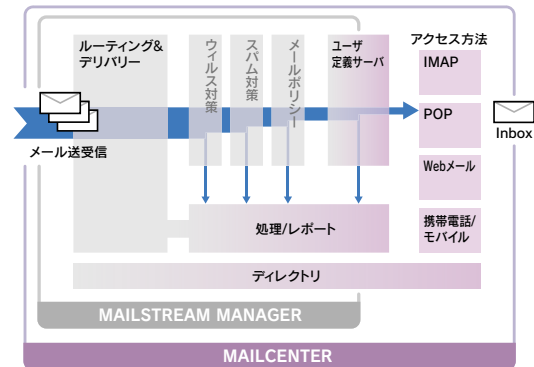 ルーティング&
デリバリー
ウィルス対策
スパム対策
メールポリシー
ユーザ
定義サーバ
アクセス方法
IMAP
POP
Webメール
携帯電話/
モバイル
メール送受信
Inbox
処理/レポート
ディレクトリ
MAILSTREAM MANAGER
MAILCENTER